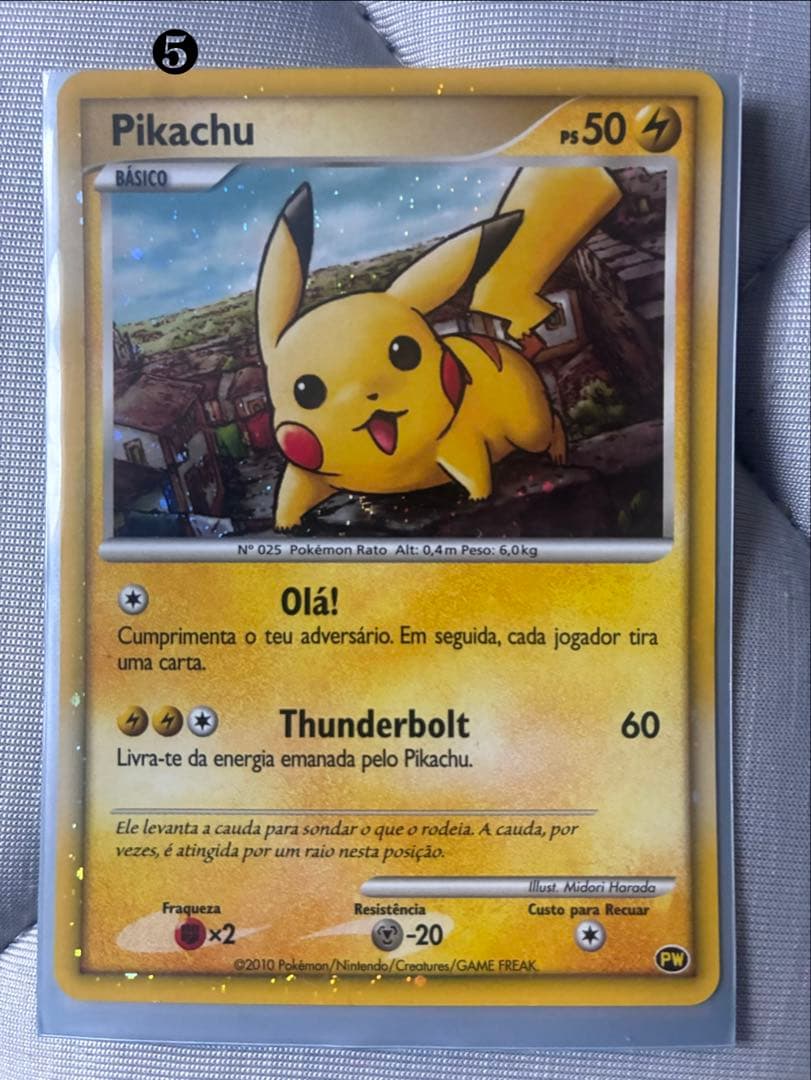 5
Pikachu
PS 50
BÁSICO
Nº 025 Pokémon Rato Alt: 0,4m Peso: 6,0kg
Olá!
Cumprimenta o teu adversário. Em seguida, cada jogador tira
uma carta.
Thunderbolt 60
Livra-te da energia emanada pelo Pikachu.
Ele levanta a cauda para sondar o que o rodeia. A cauda, por
vezes, é atingida por um raio nesta posição.
Illust. Midori Harada
Fraqueza Resistência Custo para Recuar
×2 -20
©2010 Pokémon/Nintendo/Creatures/GAME FREAK.
PW